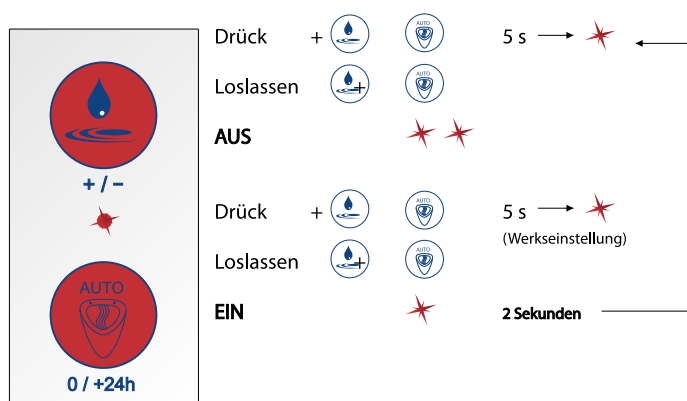 Drück + AUTO 5 s
Loslassen + AUTO
AUS
+ / −
Drück + AUTO 5 s
(Werkseinstellung)
Loslassen + AUTO
AUTO
EIN 2 Sekunden
0 / +24h